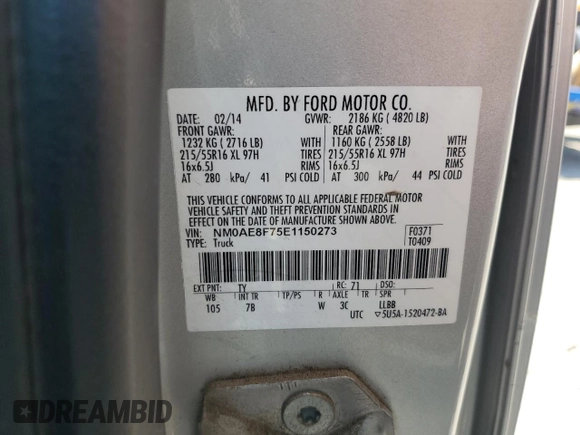 MFD. BY FORD MOTOR CO.
DATE: 02/14 GVWR: 2186 KG ( 4820 LB)
FRONT GAWR: REAR GAWR:
1232 KG ( 2716 LB) 1160 KG ( 2558 LB)
215/55R16 XL 97H TIRES 215/55R16 XL 97H TIRES
16x6.5J RIMS 16x6.5J RIMS
AT 280 kPa/ 41 PSI COLD AT 300 kPa/ 44 PSI COLD
THIS VEHICLE CONFORMS TO ALL APPLICABLE FEDERAL MOTOR
VEHICLE SAFETY AND THEFT PREVENTION STANDARDS IN
EFFECT ON THE DATE OF MANUFACTURE SHOWN ABOVE.
VIN: NM0AE8F75E1150273 F0371
TYPE: Truck T0409
EXT PNT: TY RC: 71 DSO:
WB INT TR TP/PS R AXLE TR SPR
105 7B W 3C LLBB
UTC ▽5U5A-1520472-BA
DREAMBID